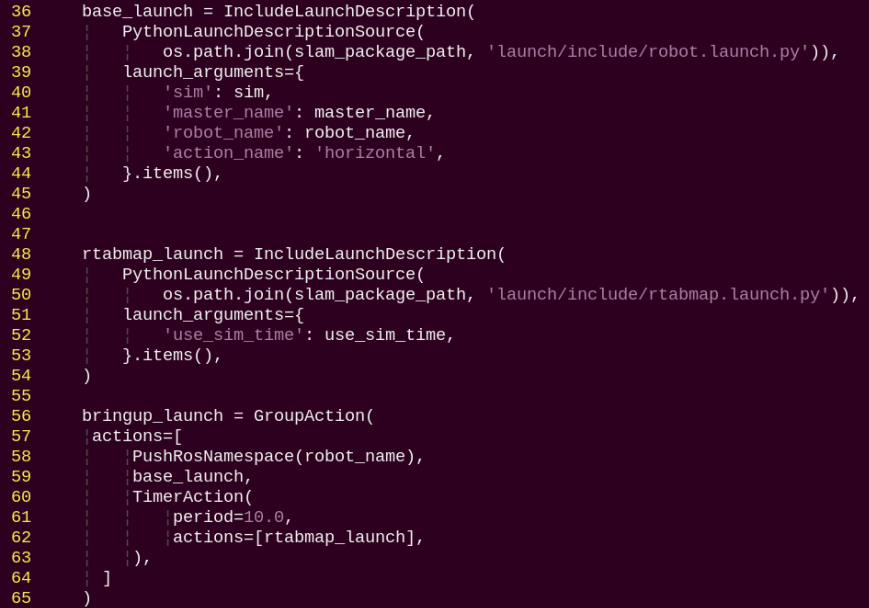 36     base_launch = IncludeLaunchDescription(
37     ¦   PythonLaunchDescriptionSource(
38     ¦   ¦   os.path.join(slam_package_path, 'launch/include/robot.launch.py')),
39     ¦   launch_arguments={
40     ¦   ¦   'sim': sim,
41     ¦   ¦   'master_name': master_name,
42     ¦   ¦   'robot_name': robot_name,
43     ¦   ¦   'action_name': 'horizontal',
44     ¦   }.items(),
45     )
46
47
48     rtabmap_launch = IncludeLaunchDescription(
49     ¦   PythonLaunchDescriptionSource(
50     ¦   ¦   os.path.join(slam_package_path, 'launch/include/rtabmap.launch.py')),
51     ¦   launch_arguments={
52     ¦   ¦   'use_sim_time': use_sim_time,
53     ¦   }.items(),
54     )
55
56     bringup_launch = GroupAction(
57     ¦actions=[
58     ¦   ¦PushRosNamespace(robot_name),
59     ¦   ¦base_launch,
60     ¦   ¦TimerAction(
61     ¦   ¦   ¦period=10.0,
62     ¦   ¦   ¦actions=[rtabmap_launch],
63     ¦   ¦),
64     ¦ ]
65     )